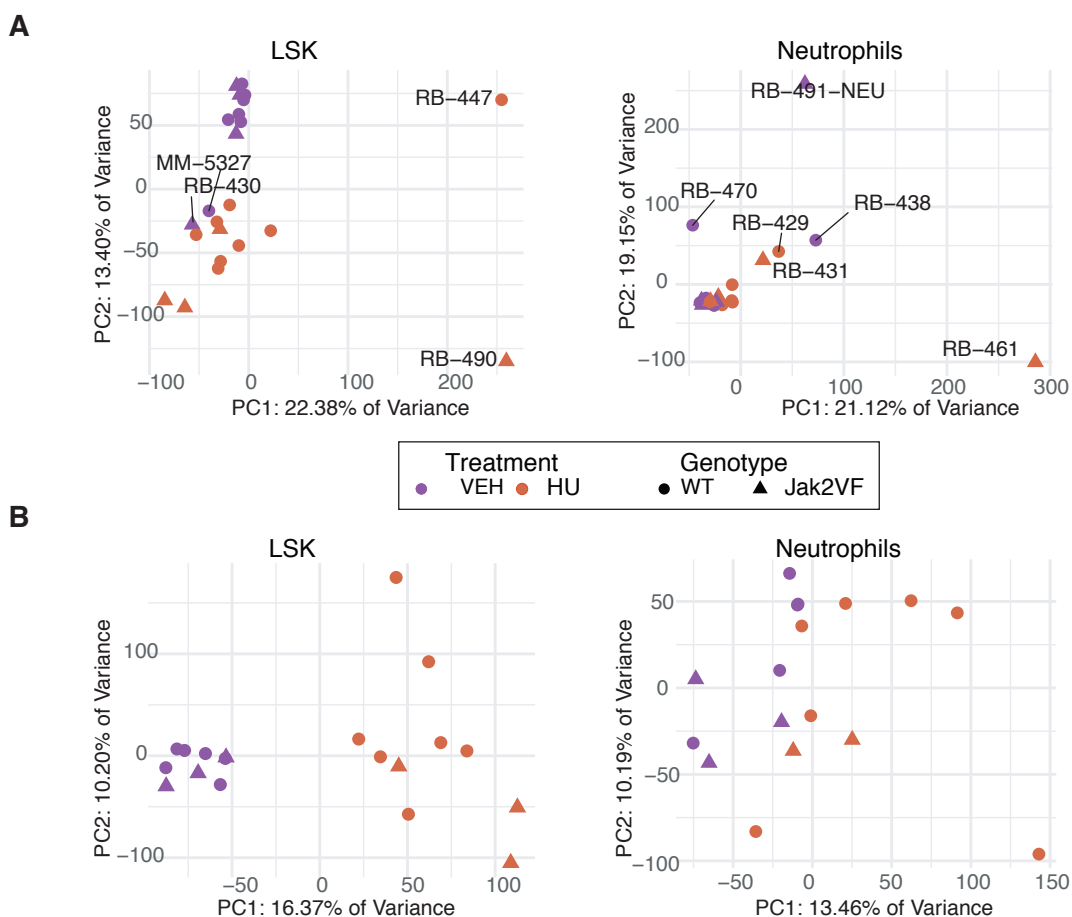 A
LSK
Neutrophils
PC2: 13.40% of Variance
50
0
−50
−100
RB−447
MM−5327
RB−430
RB−490
−100
0
100
200
PC1: 22.38% of Variance
PC2: 19.15% of Variance
200
100
0
−100
RB−491−NEU
RB−470
RB−438
RB−429
RB−431
RB−461
0
100
200
300
PC1: 21.12% of Variance
Treatment Genotype
VEH HU WT Jak2VF
B
LSK
Neutrophils
PC2: 10.20% of Variance
100
0
−100
−50
0
50
100
PC1: 16.37% of Variance
PC2: 10.19% of Variance
50
0
−50
−100
−50
0
50
100
150
PC1: 13.46% of Variance